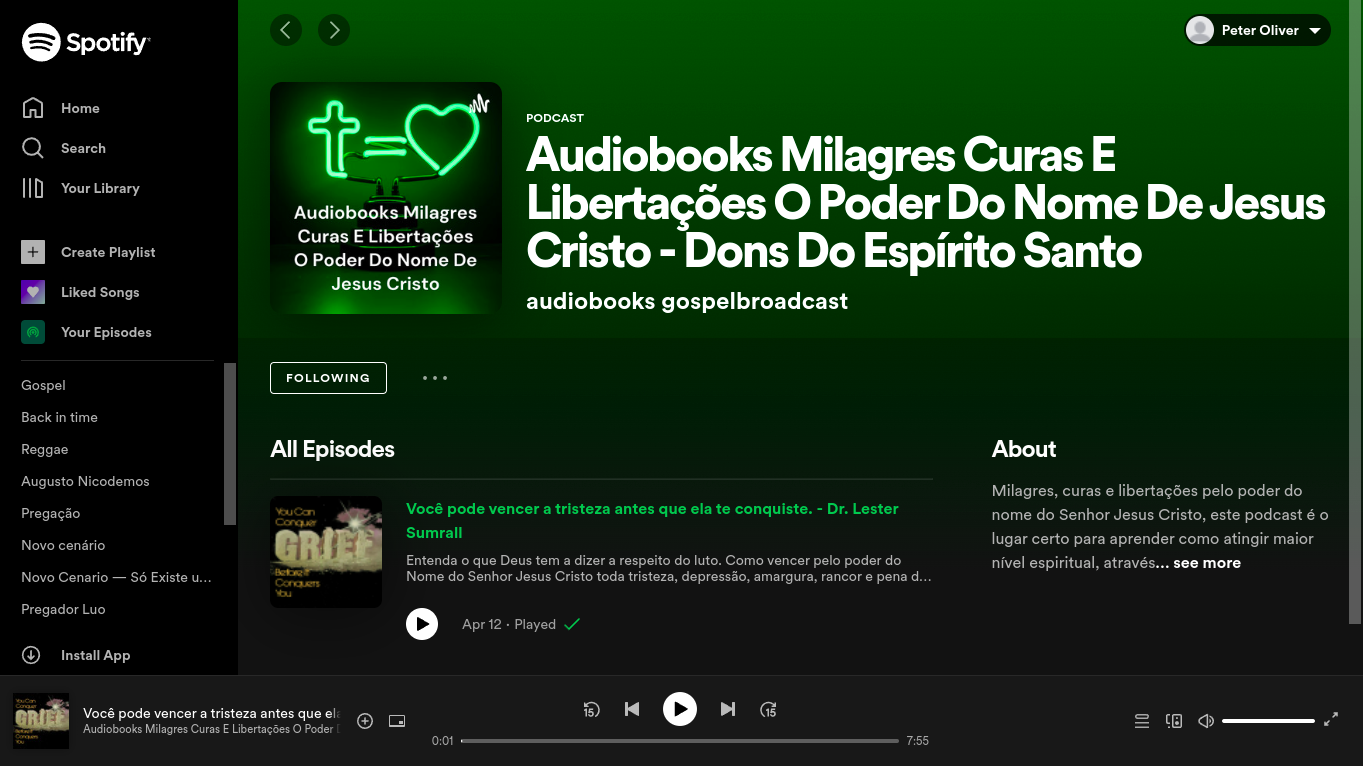 Spotify
Peter Oliver
Home
Search
Your Library
Create Playlist
Liked Songs
Your Episodes
Gospel
Back in time
Reggae
Augusto Nicodemos
Pregação
Novo cenário
Novo Cenario — Só Existe u...
Pregador Luo
Install App
Audiobooks Milagres
Curas E Libertações
O Poder Do Nome De
Jesus Cristo
PODCAST
Audiobooks Milagres Curas E
Libertações O Poder Do Nome De Jesus
Cristo - Dons Do Espírito Santo
audiobooks gospelbroadcast
FOLLOWING
All Episodes
You Can
Conquer
GRIEF
Before it
Conquers
You
Você pode vencer a tristeza antes que ela te conquiste. - Dr. Lester
Sumrall
Entenda o que Deus tem a dizer a respeito do luto. Como vencer pelo poder do
Nome do Senhor Jesus Cristo toda tristeza, depressão, amargura, rancor e pena d...
Apr 12 · Played
About
Milagres, curas e libertações pelo poder do
nome do Senhor Jesus Cristo, este podcast é o
lugar certo para aprender como atingir maior
nível espiritual, através... see more
You Can
Conquer
GRIEF
Before it
Conquers
You
Você pode vencer a tristeza antes que ela
Audiobooks Milagres Curas E Libertações O Poder
15
15
0:01
7:55